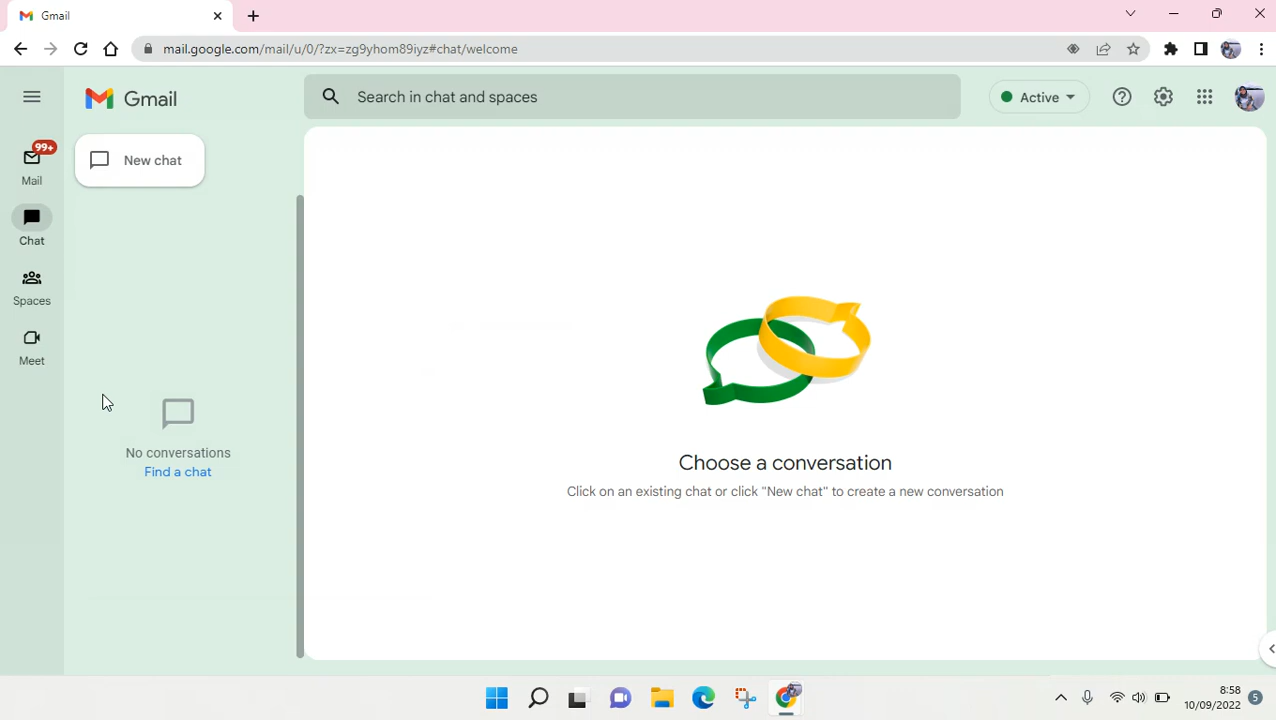 Gmail
mail.google.com/mail/u/0/?zx=zg9yhom89iyz#chat/welcome
Gmail
Search in chat and spaces
Active
99+
Mail
New chat
Chat
Spaces
Meet
No conversations
Find a chat
Choose a conversation
Click on an existing chat or click "New chat" to create a new conversation
8:58
10/09/2022
5